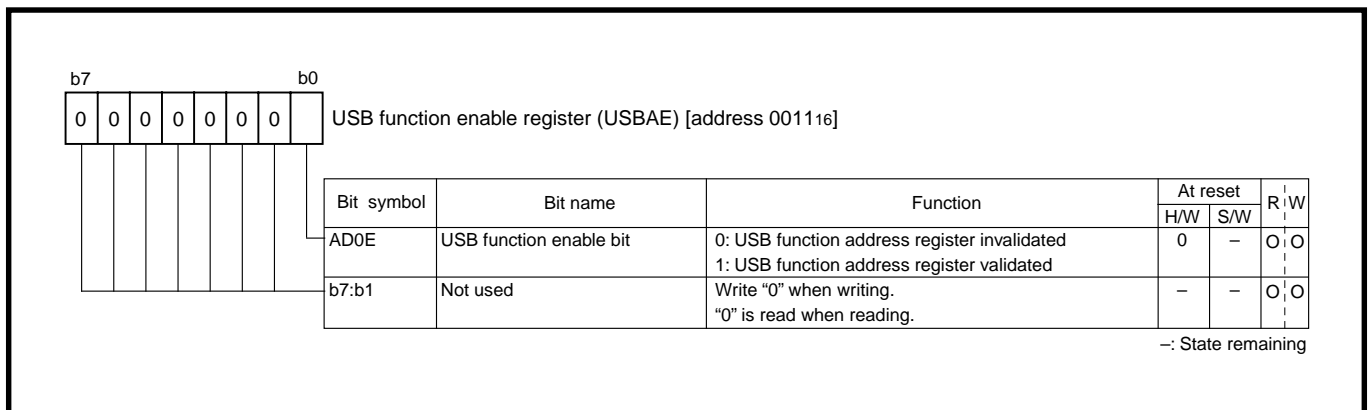 b7 b0
0 0 0 0 0 0 0 USB function enable register (USBAE) [address 001116]
Bit symbol Bit name Function At reset R W
H/W S/W
AD0E USB function enable bit 0: USB function address register invalidated 0 – O O
1: USB function address register validated
b7:b1 Not used Write “0” when writing. – – O O
“0” is read when reading.
–: State remaining